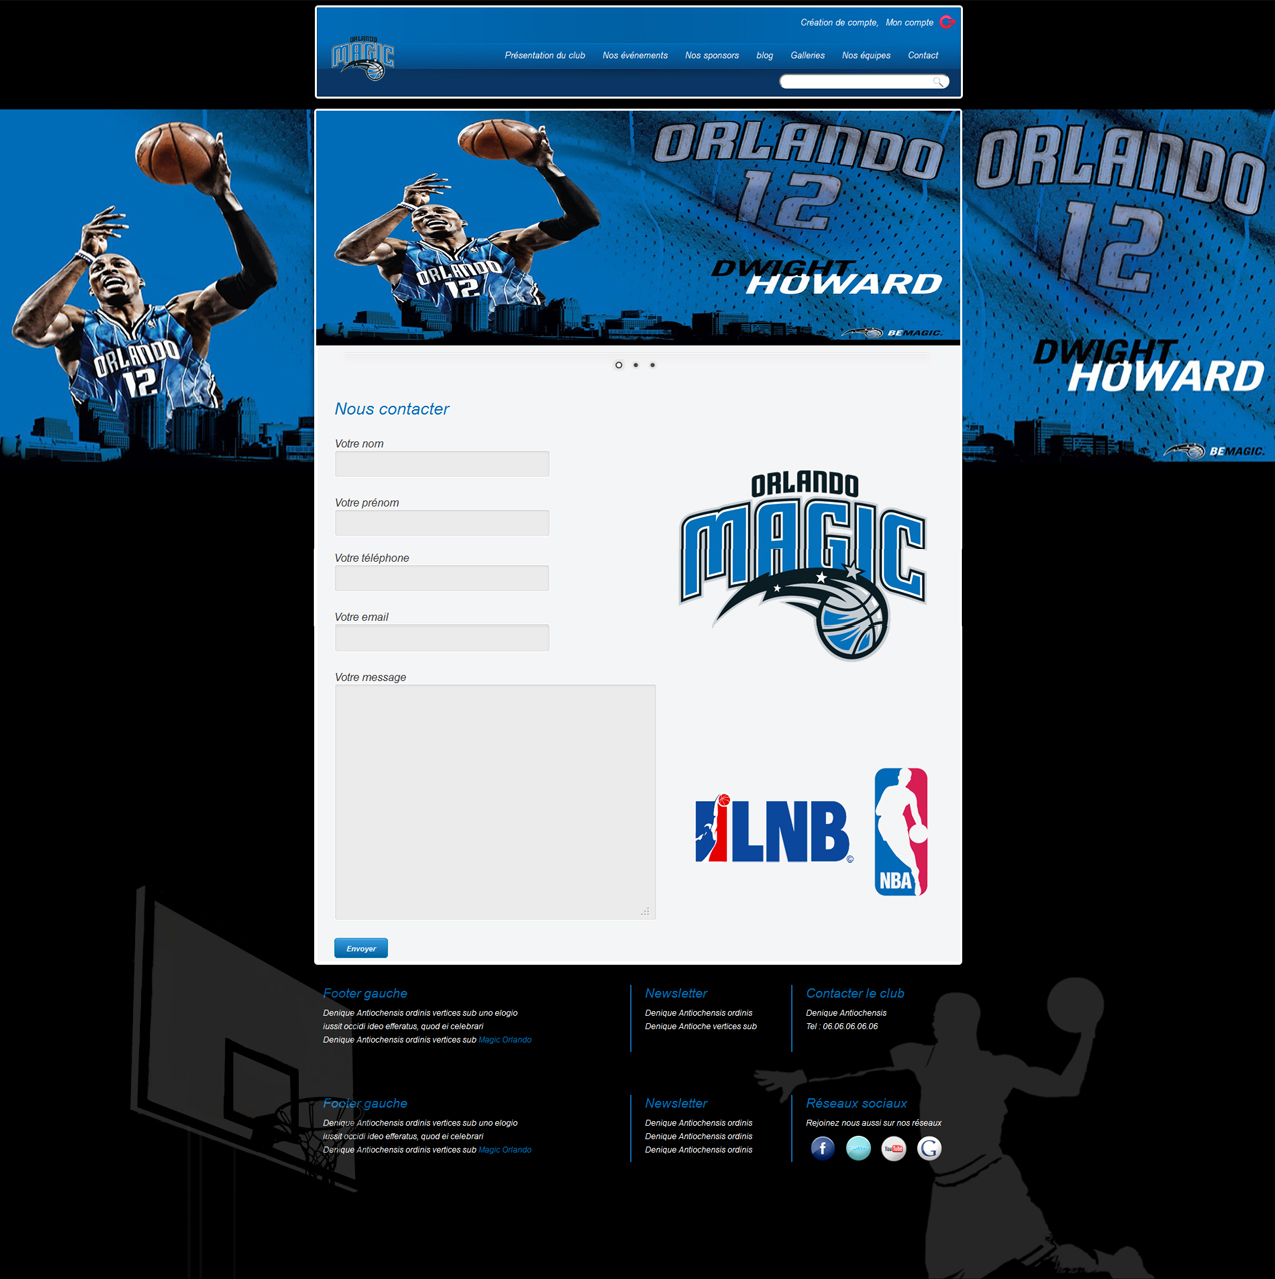 Création de compte, Mon compte
ORLANDO
MAGIC
Présentation du club Nos événements Nos sponsors blog Galleries Nos équipes Contact
ORLANDO
12
ORLANDO
12
DWIGHT
HOWARD
BEMAGIC.
ORLANDO
12
ORLANDO
12
DWIGHT
HOWARD
BEMAGIC.
Nous contacter
Votre nom
Votre prénom
Votre téléphone
Votre email
Votre message
ORLANDO
MAGIC
LNB
©
NBA
Envoyer
Footer gauche
Denique Antiochensis ordinis vertices sub uno elogio
iussit occidi ideo efferatus, quod ei celebrari
Denique Antiochensis ordinis vertices sub Magic Orlando
Newsletter
Denique Antiochensis ordinis
Denique Antioche vertices sub
Contacter le club
Denique Antiochensis
Tel : 06.06.06.06.06
Footer gauche
Denique Antiochensis ordinis vertices sub uno elogio
iussit occidi ideo efferatus, quod ei celebrari
Denique Antiochensis ordinis vertices sub Magic Orlando
Newsletter
Denique Antiochensis ordinis
Denique Antiochensis ordinis
Denique Antiochensis ordinis
Réseaux sociaux
Rejoinez nous aussi sur nos réseaux
f
YouTube
G